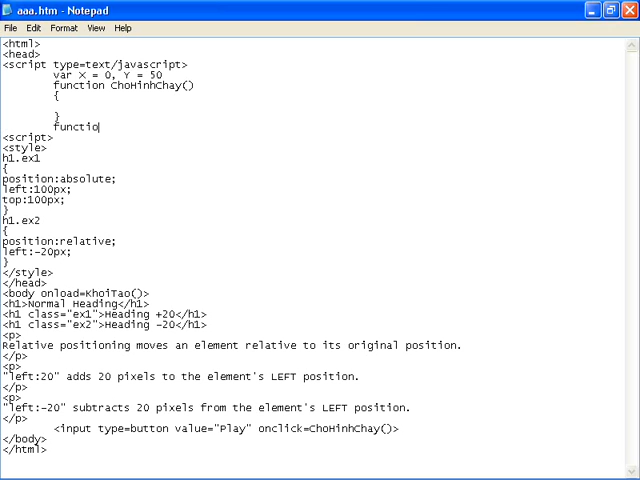 aaa.htm - Notepad
File Edit Format View Help
<html>
<head>
<script type=text/javascript>
var X = 0, Y = 50
function ChoHinhChay()
{
}
functio
<script>
<style>
h1.ex1
{
position:absolute;
left:100px;
top:100px;
}
h1.ex2
{
position:relative;
left:-20px;
}
</style>
</head>
<body onload=KhoiTao()>
<h1>Normal Heading</h1>
<h1 class="ex1">Heading +20</h1>
<h1 class="ex2">Heading -20</h1>
<p>
Relative positioning moves an element relative to its original position.
</p>
<p>
"left:20" adds 20 pixels to the element's LEFT position.
</p>
<p>
"left:-20" subtracts 20 pixels from the element's LEFT position.
</p>
<input type=button value="Play" onclick=ChoHinhChay()>
</body>
</html>